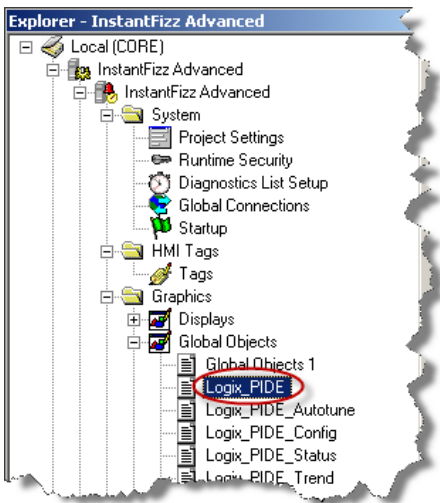 Explorer - InstantFizz Advanced
Local (CORE)
InstantFizz Advanced
InstantFizz Advanced
System
Project Settings
Runtime Security
Diagnostics List Setup
Global Connections
Startup
HMI Tags
Tags
Graphics
Displays
Global Objects
Global Objects 1
Logix_PIDE
Logix_PIDE_Autotune
Logix_PIDE_Config
Logix_PIDE_Status
Logix_PIDE_Trend